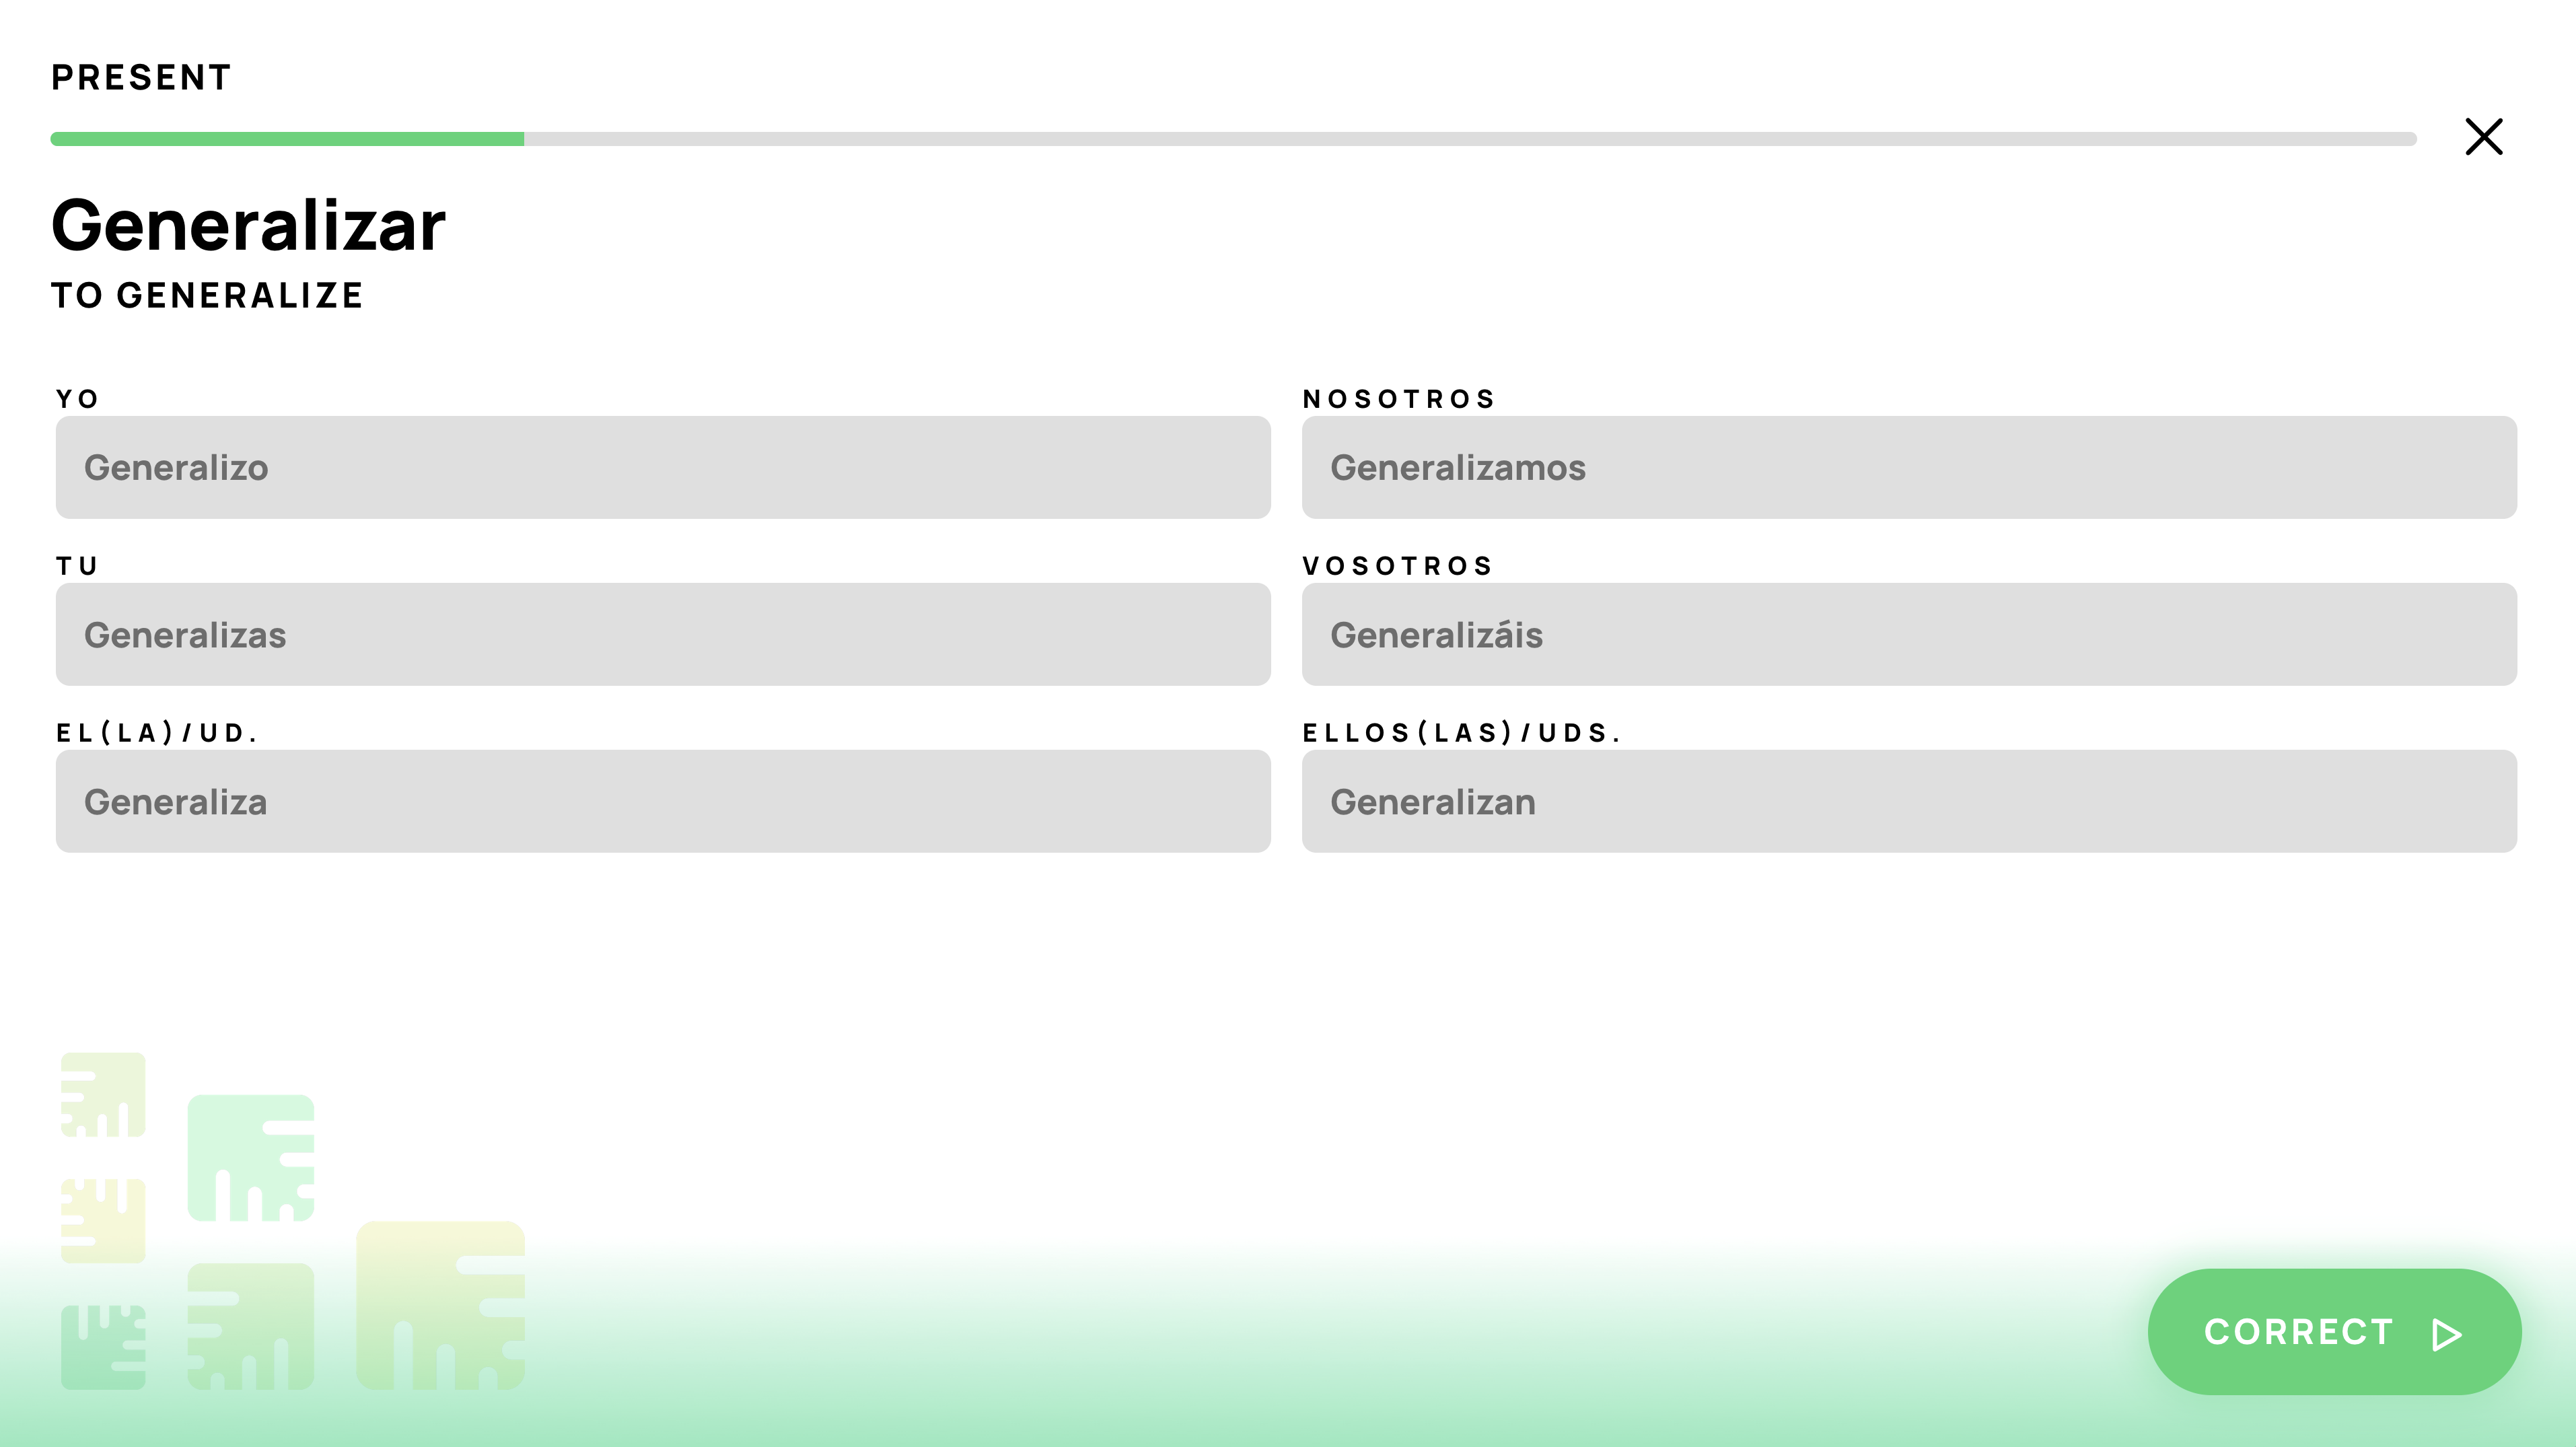 PRESENT
Generalizar
TO GENERALIZE
YO
Generalizo
NOSOTROS
Generalizamos
TU
Generalizas
VOSOTROS
Generalizáis
EL(LA)/UD.
Generaliza
ELLOS(LAS)/UDS.
Generalizan
CORRECT